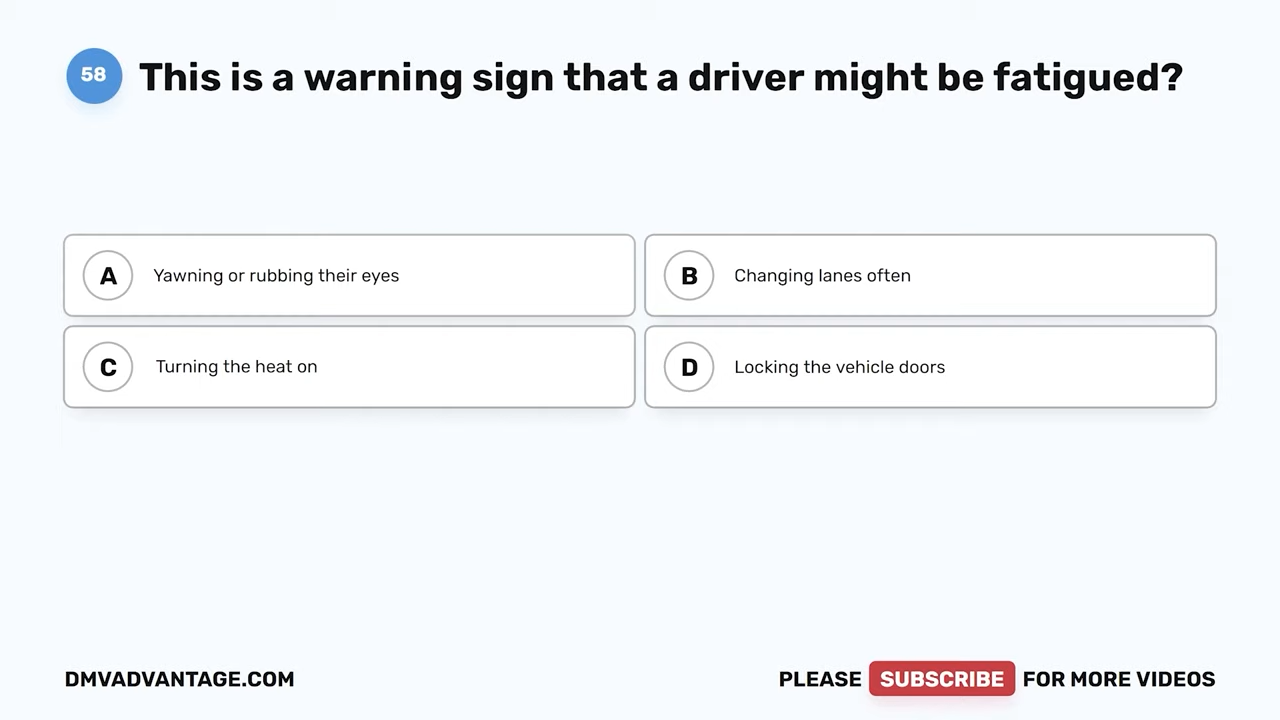 58 This is a warning sign that a driver might be fatigued?
A Yawning or rubbing their eyes
B Changing lanes often
C Turning the heat on
D Locking the vehicle doors
DMVADVANTAGE.COM
PLEASE SUBSCRIBE FOR MORE VIDEOS